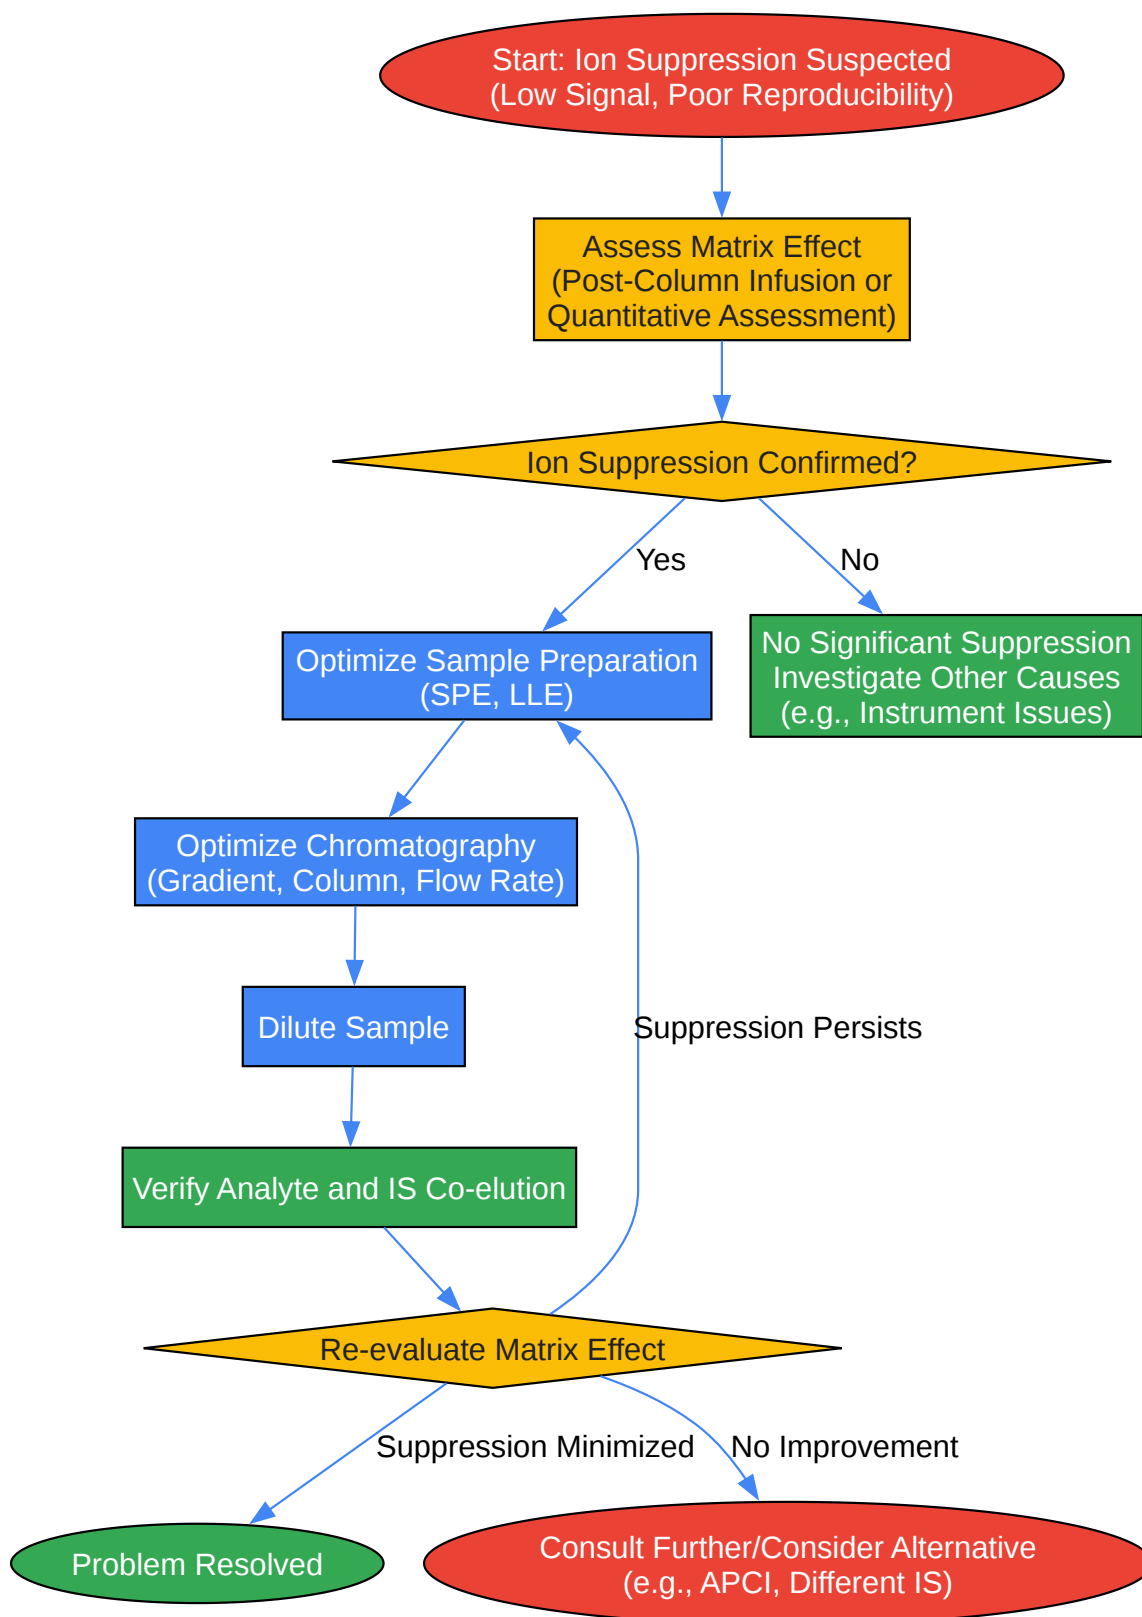 Start: Ion Suppression Suspected
(Low Signal, Poor Reproducibility)
Assess Matrix Effect
(Post-Column Infusion or
Quantitative Assessment)
Ion Suppression Confirmed?
Yes
No
Optimize Sample Preparation
(SPE, LLE)
No Significant Suppression
Investigate Other Causes
(e.g., Instrument Issues)
Optimize Chromatography
(Gradient, Column, Flow Rate)
Dilute Sample
Suppression Persists
Verify Analyte and IS Co-elution
Re-evaluate Matrix Effect
Suppression Minimized
No Improvement
Problem Resolved
Consult Further/Consider Alternative
(e.g., APCI, Different IS)